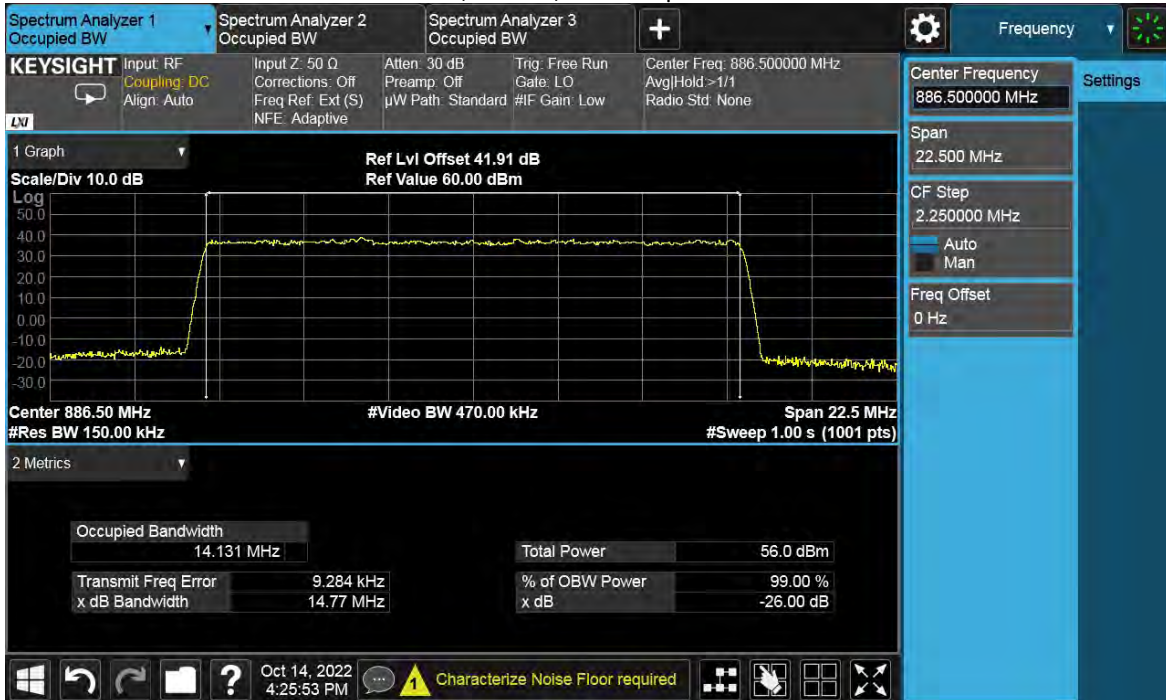 Spectrum Analyzer 1
Occupied BW
Spectrum Analyzer 2
Occupied BW
Spectrum Analyzer 3
Occupied BW
+
Frequency
KEYSIGHT
LXI
Input: RF
Coupling: DC
Align: Auto
Input Z: 50 Ω
Corrections: Off
Freq Ref: Ext (S)
NFE: Adaptive
Atten: 30 dB
Preamp: Off
µW Path: Standard
Trig: Free Run
Gate: LO
#IF Gain: Low
Center Freq: 886.500000 MHz
Avg|Hold:>1/1
Radio Std: None
Center Frequency
886.500000 MHz
Settings
Span
22.500 MHz
CF Step
2.250000 MHz
Auto
Man
Freq Offset
0 Hz
1 Graph
Scale/Div 10.0 dB
Ref Lvl Offset 41.91 dB
Ref Value 60.00 dBm
Log
50.0
40.0
30.0
20.0
10.0
0.00
-10.0
-20.0
-30.0
Center 886.50 MHz
#Res BW 150.00 kHz
#Video BW 470.00 kHz
Span 22.5 MHz
#Sweep 1.00 s (1001 pts)
2 Metrics
Occupied Bandwidth
14.131 MHz
Total Power 56.0 dBm
Transmit Freq Error 9.284 kHz
% of OBW Power 99.00 %
x dB Bandwidth 14.77 MHz
x dB -26.00 dB
?
Oct 14, 2022
4:25:53 PM
1
Characterize Noise Floor required